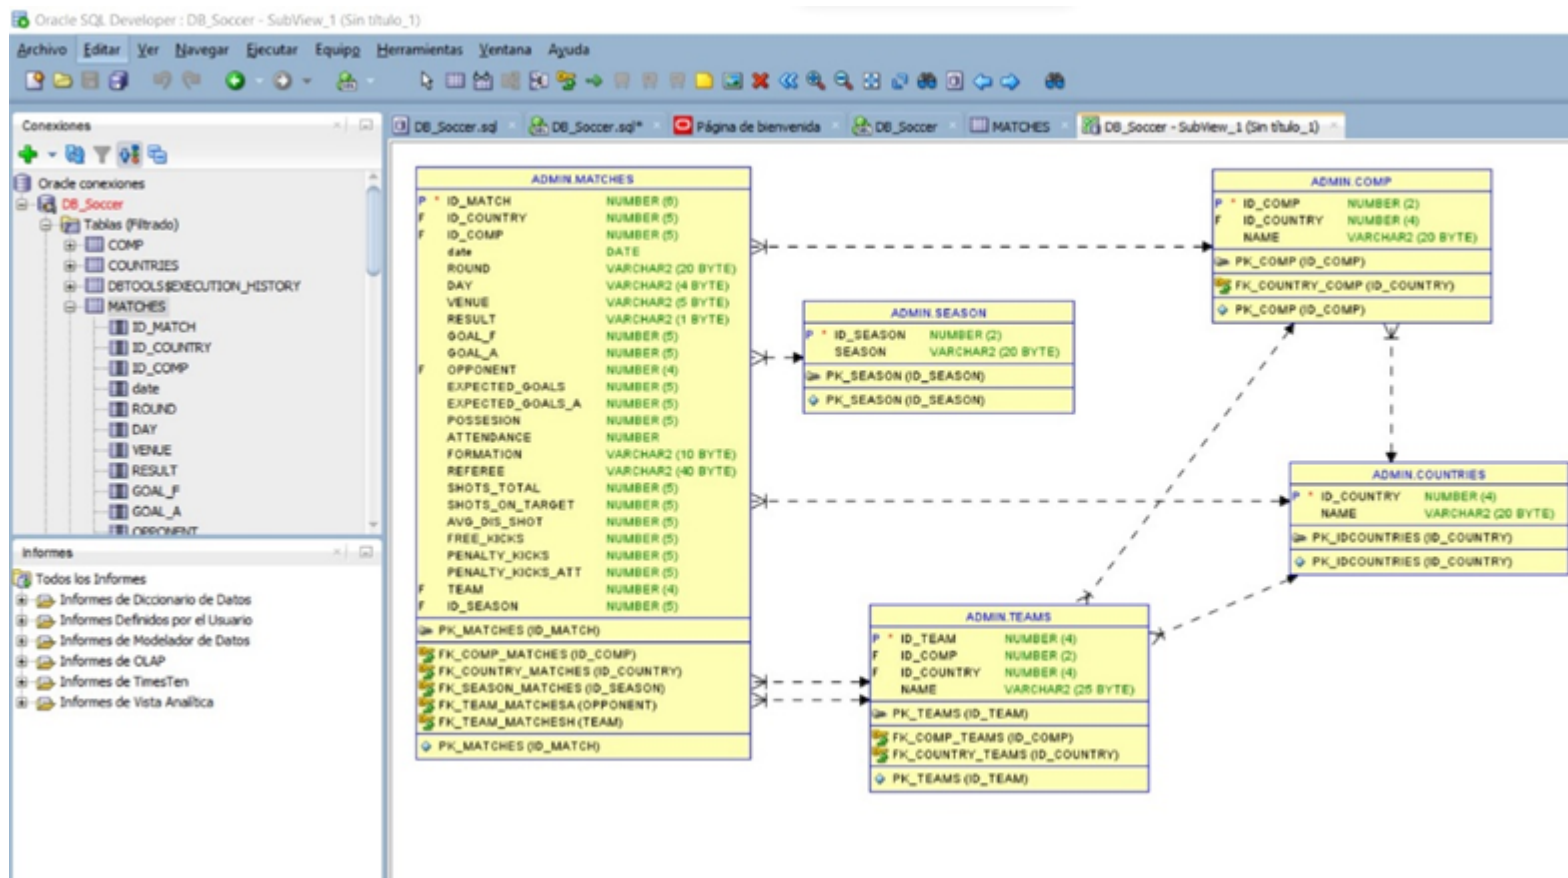 Oracle SQL Developer : DB_Soccer - SubView_1 (Sin título_1)
Archivo Editar Ver Navegar Ejecutar Equipo Herramientas Ventana Ayuda
Conexiones
DB_Soccer.sql DB_Soccer.sql* Página de bienvenida DB_Soccer MATCHES DB_Soccer - SubView_1 (Sin título_1)
Oracle conexiones
DB_Soccer
Tablas (Filtrado)
COMP
COUNTRIES
DBTOOLS$EXECUTION_HISTORY
MATCHES
ID_MATCH
ID_COUNTRY
ID_COMP
date
ROUND
DAY
VENUE
RESULT
GOAL_F
GOAL_A
OPPONENT
Informes
Todos los Informes
Informes de Diccionario de Datos
Informes Definidos por el Usuario
Informes de Modelador de Datos
Informes de OLAP
Informes de TimesTen
Informes de Vista Analítica
ADMIN.MATCHES
P * ID_MATCH NUMBER (6)
F ID_COUNTRY NUMBER (5)
F ID_COMP NUMBER (5)
date DATE
ROUND VARCHAR2 (20 BYTE)
DAY VARCHAR2 (4 BYTE)
VENUE VARCHAR2 (5 BYTE)
RESULT VARCHAR2 (1 BYTE)
GOAL_F NUMBER (5)
GOAL_A NUMBER (5)
F OPPONENT NUMBER (4)
EXPECTED_GOALS NUMBER (5)
EXPECTED_GOALS_A NUMBER (5)
POSSESION NUMBER (5)
ATTENDANCE NUMBER
FORMATION VARCHAR2 (10 BYTE)
REFEREE VARCHAR2 (40 BYTE)
SHOTS_TOTAL NUMBER (5)
SHOTS_ON_TARGET NUMBER (5)
AVG_DIS_SHOT NUMBER (5)
FREE_KICKS NUMBER (5)
PENALTY_KICKS NUMBER (5)
PENALTY_KICKS_ATT NUMBER (5)
F TEAM NUMBER (4)
F ID_SEASON NUMBER (5)
PK_MATCHES (ID_MATCH)
FK_COMP_MATCHES (ID_COMP)
FK_COUNTRY_MATCHES (ID_COUNTRY)
FK_SEASON_MATCHES (ID_SEASON)
FK_TEAM_MATCHESA (OPPONENT)
FK_TEAM_MATCHESH (TEAM)
PK_MATCHES (ID_MATCH)
ADMIN.SEASON
P * ID_SEASON NUMBER (2)
SEASON VARCHAR2 (20 BYTE)
PK_SEASON (ID_SEASON)
PK_SEASON (ID_SEASON)
ADMIN.COMP
P * ID_COMP NUMBER (2)
F ID_COUNTRY NUMBER (4)
NAME VARCHAR2 (20 BYTE)
PK_COMP (ID_COMP)
FK_COUNTRY_COMP (ID_COUNTRY)
PK_COMP (ID_COMP)
ADMIN.COUNTRIES
P * ID_COUNTRY NUMBER (4)
NAME VARCHAR2 (20 BYTE)
PK_IDCOUNTRIES (ID_COUNTRY)
PK_IDCOUNTRIES (ID_COUNTRY)
ADMIN.TEAMS
P * ID_TEAM NUMBER (4)
F ID_COMP NUMBER (2)
F ID_COUNTRY NUMBER (4)
NAME VARCHAR2 (25 BYTE)
PK_TEAMS (ID_TEAM)
FK_COMP_TEAMS (ID_COMP)
FK_COUNTRY_TEAMS (ID_COUNTRY)
PK_TEAMS (ID_TEAM)